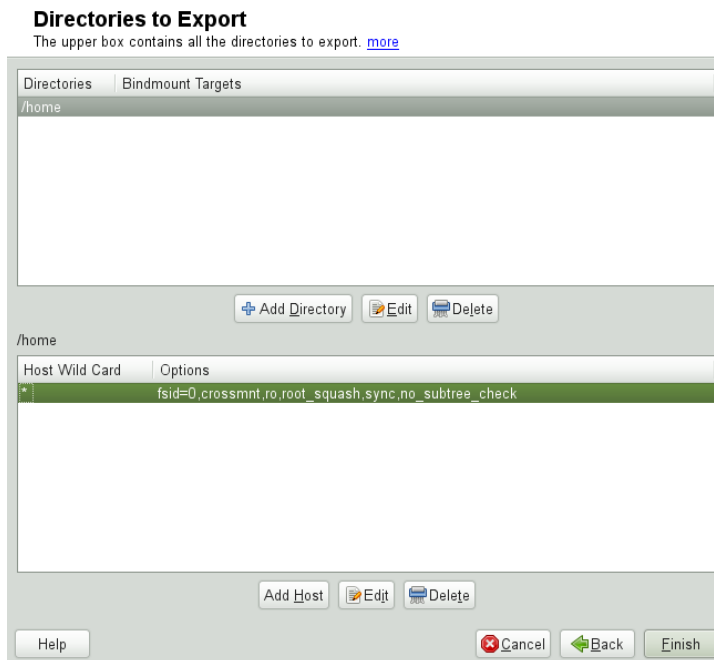 Directories to Export
The upper box contains all the directories to export. more
Directories Bindmount Targets
/home
Add Directory Edit Delete
/home
Host Wild Card Options
* fsid=0,crossmnt,ro,root_squash,sync,no_subtree_check
Add Host Edit Delete
Help Cancel Back Finish